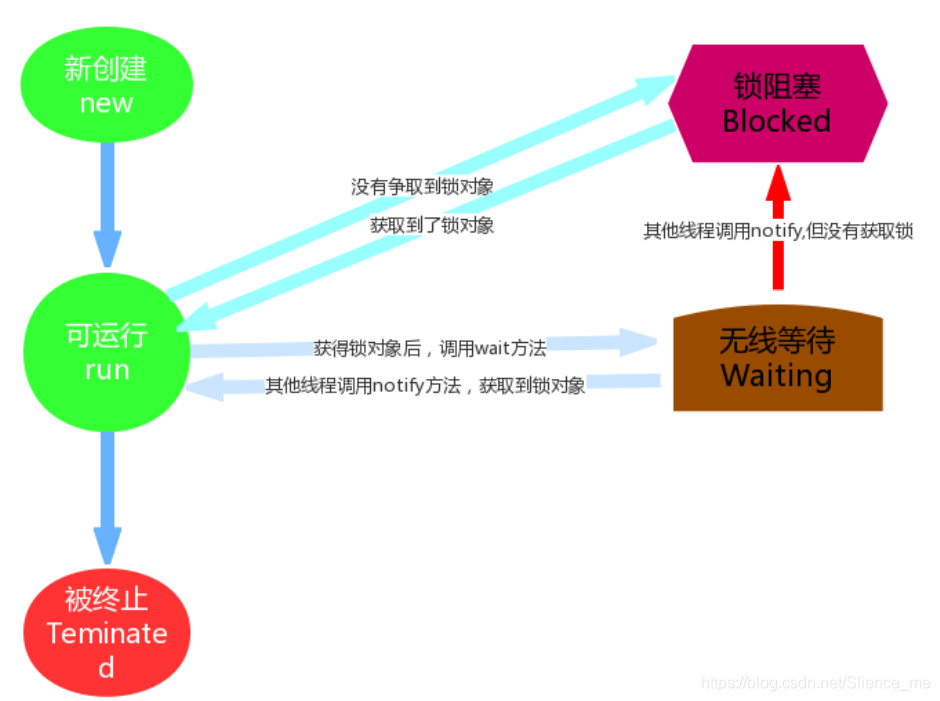 新创建
new
锁阻塞
Blocked
没有争取到锁对象
获取到了锁对象
其他线程调用notify,但没有获取锁
可运行
run
获得锁对象后，调用wait方法
其他线程调用notify方法，获取到锁对象
无线等待
Waiting
被终止
Teminate
d
https://blog.csdn.net/Slience_me